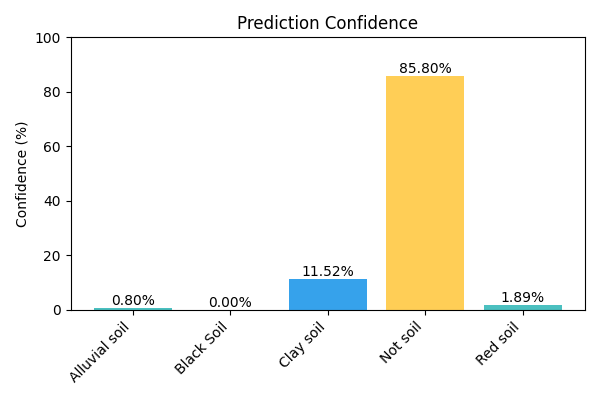 Prediction Confidence
Confidence (%)
100
80
60
40
20
0
0.80%
0.00%
11.52%
85.80%
1.89%
Alluvial soil
Black Soil
Clay soil
Not soil
Red soil